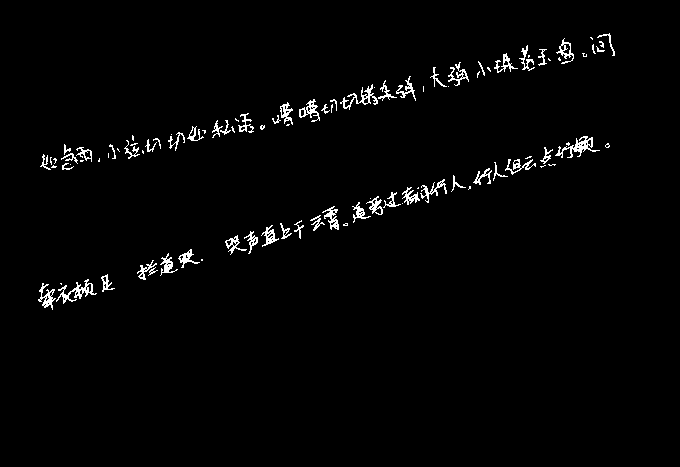 如急雨,小弦切切如私语。嘈嘈切切错杂弹,大弦小珠落玉盘。间
牵衣顿足 拦道哭, 哭声直上干云霄。道旁过者问行人,行人但云点行频。